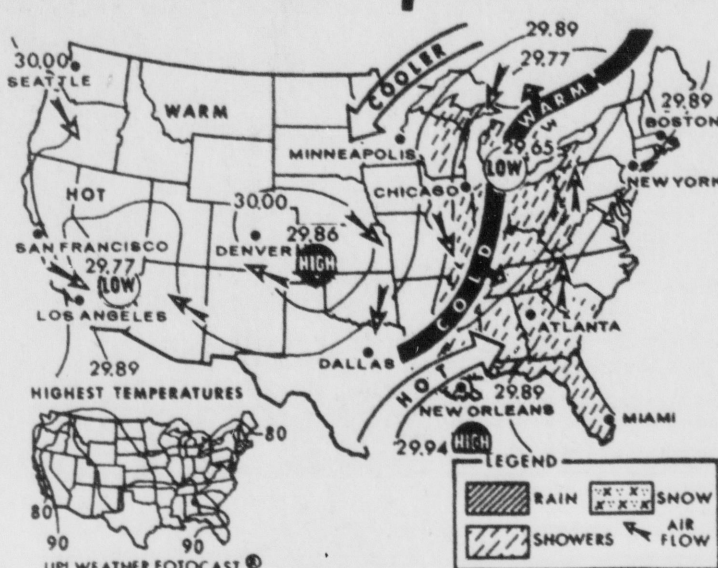 29.89
30.00
SEATTLE
COOLER
29.77
WARM
WARM
29.89
BOSTON
MINNEAPOLIS
29.65
LOW
CHICAGO
NEW YORK
HOT
30.00
SAN FRANCISCO
DENVER
29.86
HIGH
29.77
LOW
COLD
LOS ANGELES
ATLANTA
29.89
DALLAS
HOT
29.89
HIGHEST TEMPERATURES
NEW ORLEANS
MIAMI
29.94
HIGH
80
80
90
90
LEGEND
RAIN
SNOW
SHOWERS
AIR
FLOW
UPI WEATHER FOTOCAST ®